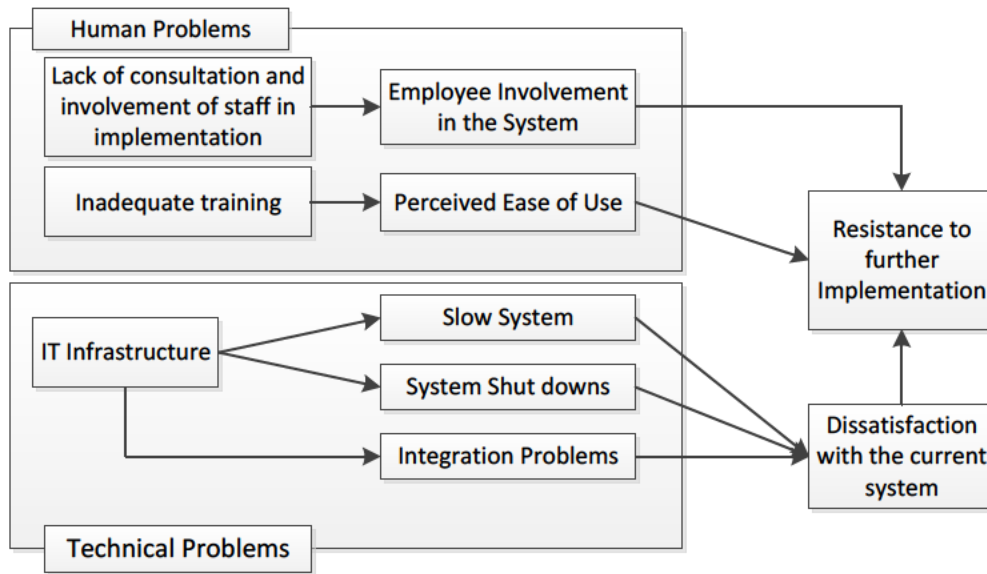 Human Problems
Lack of consultation and
involvement of staff in
implementation
Employee Involvement
in the System
Inadequate training
Perceived Ease of Use
Resistance to
further
Implementation
IT Infrastructure
Slow System
System Shut downs
Integration Problems
Dissatisfaction
with the current
system
Technical Problems